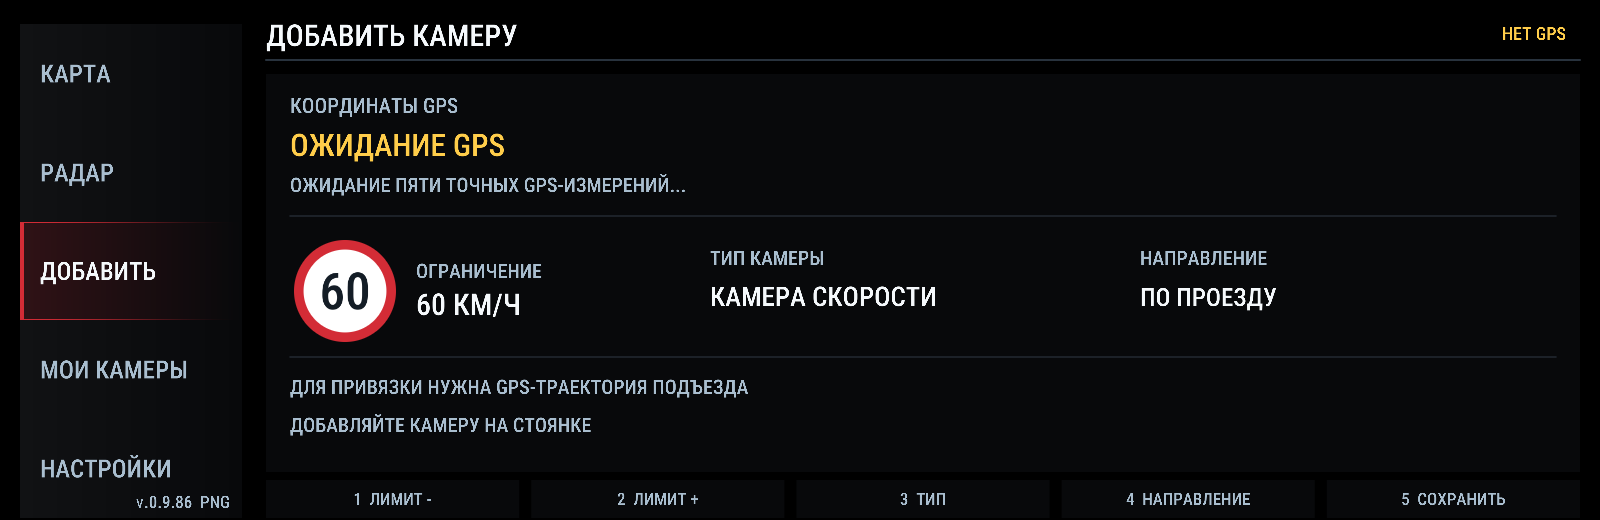 КАРТА
РАДАР
ДОБАВИТЬ
МОИ КАМЕРЫ
НАСТРОЙКИ
v.0.9.86 PNG
ДОБАВИТЬ КАМЕРУ
НЕТ GPS
КООРДИНАТЫ GPS
ОЖИДАНИЕ GPS
ОЖИДАНИЕ ПЯТИ ТОЧНЫХ GPS-ИЗМЕРЕНИЙ...
60
ОГРАНИЧЕНИЕ
60 КМ/Ч
ТИП КАМЕРЫ
КАМЕРА СКОРОСТИ
НАПРАВЛЕНИЕ
ПО ПРОЕЗДУ
ДЛЯ ПРИВЯЗКИ НУЖНА GPS-ТРАЕКТОРИЯ ПОДЪЕЗДА
ДОБАВЛЯЙТЕ КАМЕРУ НА СТОЯНКЕ
1 ЛИМИТ -
2 ЛИМИТ +
3 ТИП
4 НАПРАВЛЕНИЕ
5 СОХРАНИТЬ